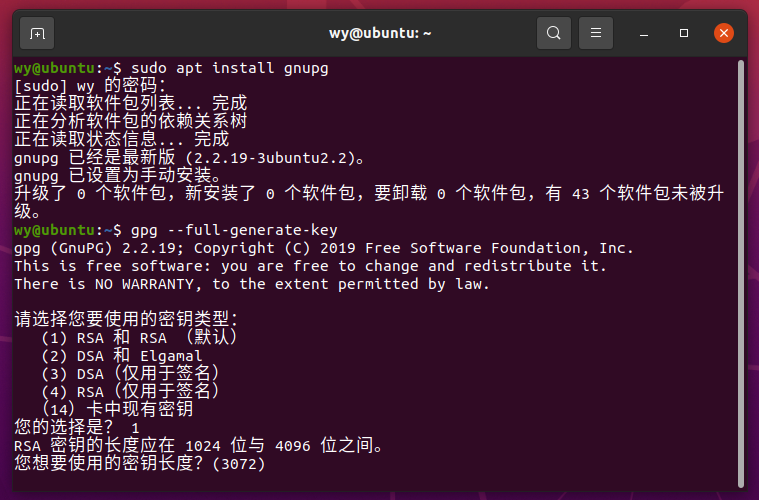 wy@ubuntu: ~
wy@ubuntu:~$ sudo apt install gnupg
[sudo] wy 的密码：
正在读取软件包列表... 完成
正在分析软件包的依赖关系树
正在读取状态信息... 完成
gnupg 已经是最新版 (2.2.19-3ubuntu2.2)。
gnupg 已设置为手动安装。
升级了 0 个软件包，新安装了 0 个软件包，要卸载 0 个软件包，有 43 个软件包未被升
级。
wy@ubuntu:~$ gpg --full-generate-key
gpg (GnuPG) 2.2.19; Copyright (C) 2019 Free Software Foundation, Inc.
This is free software: you are free to change and redistribute it.
There is NO WARRANTY, to the extent permitted by law.
请选择您要使用的密钥类型：
(1) RSA 和 RSA （默认）
(2) DSA 和 Elgamal
(3) DSA（仅用于签名）
(4) RSA（仅用于签名）
（14）卡中现有密钥
您的选择是？ 1
RSA 密钥的长度应在 1024 位与 4096 位之间。
您想要使用的密钥长度？(3072)